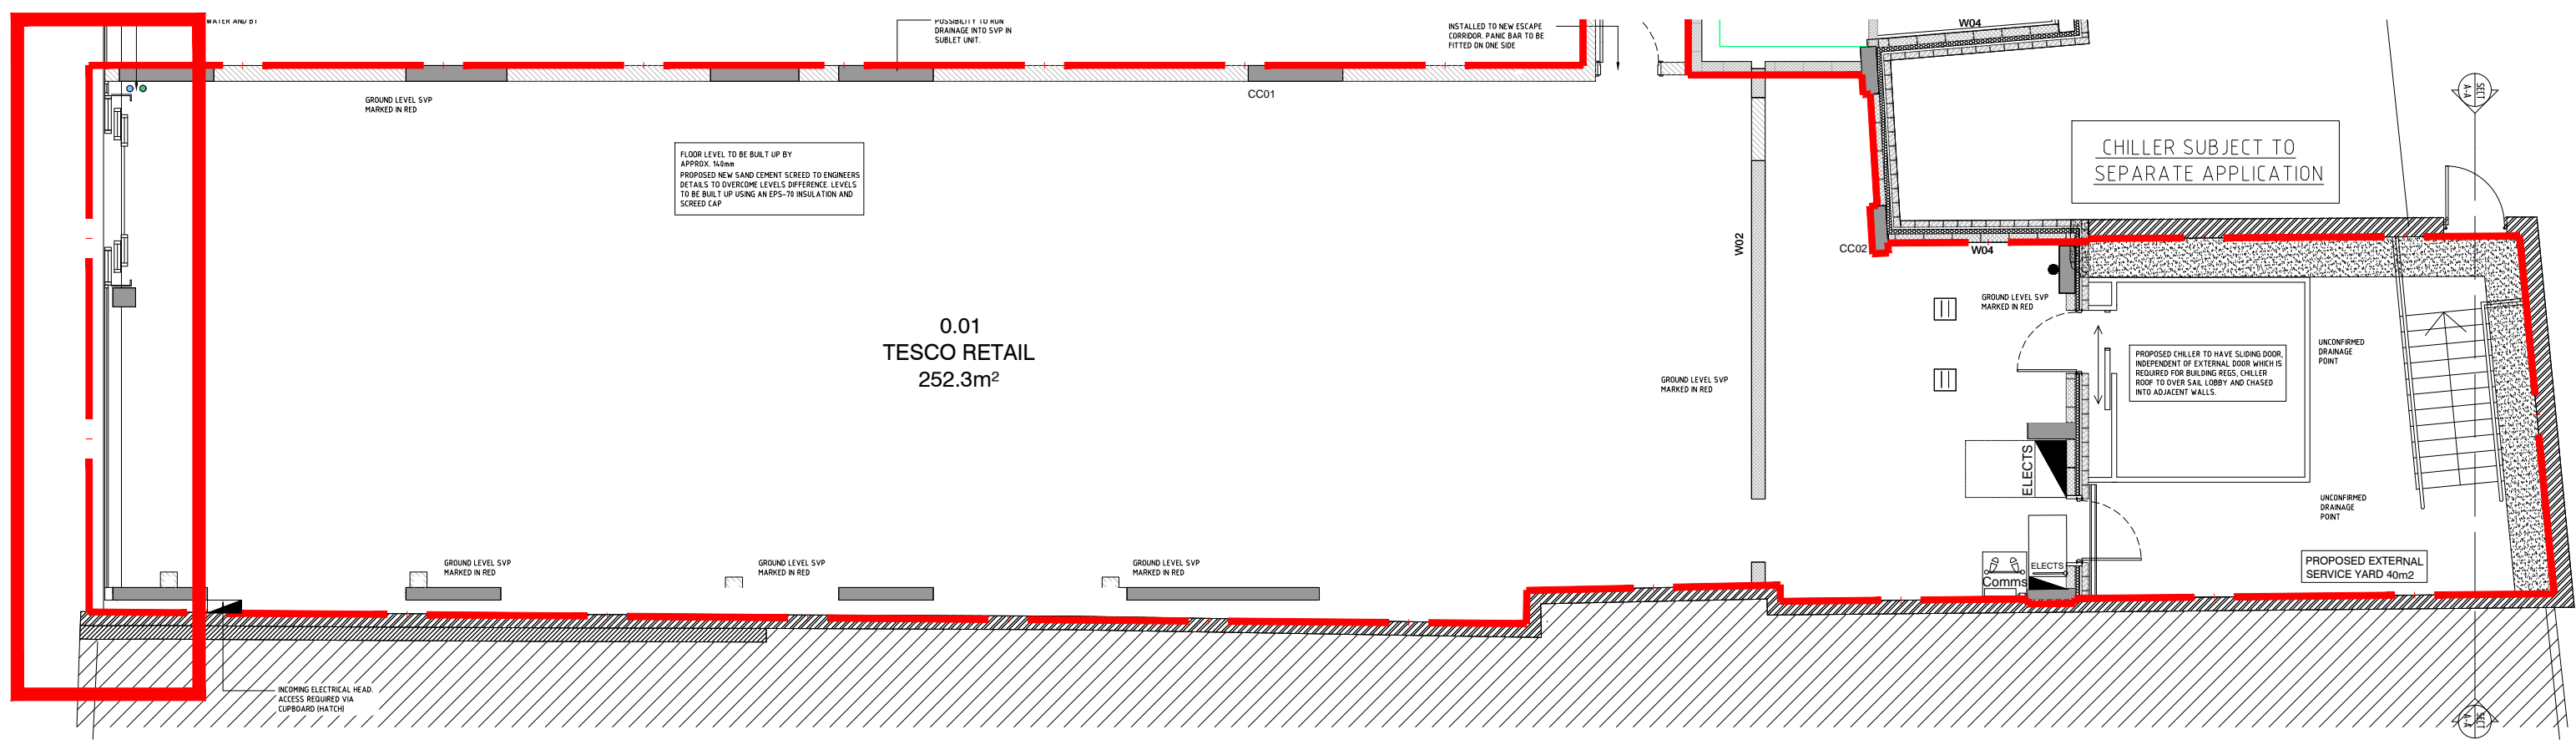 WATER AND BT
POSSIBILITY TO RUN
DRAINAGE INTO SVP IN
SUBLET UNIT.
INSTALLED TO NEW ESCAPE
CORRIDOR. PANIC BAR TO BE
FITTED ON ONE SIDE
W04
GROUND LEVEL SVP
MARKED IN RED
CC01
SECT
A-A
FLOOR LEVEL TO BE BUILT UP BY
APPROX. 140mm
PROPOSED NEW SAND CEMENT SCREED TO ENGINEERS
DETAILS TO OVERCOME LEVELS DIFFERENCE. LEVELS
TO BE BUILT UP USING AN EPS-70 INSULATION AND
SCREED CAP
CHILLER SUBJECT TO
SEPARATE APPLICATION
W02
CC02
W04
0.01
TESCO RETAIL
252.3m²
GROUND LEVEL SVP
MARKED IN RED
GROUND LEVEL SVP
MARKED IN RED
PROPOSED CHILLER TO HAVE SLIDING DOOR,
INDEPENDENT OF EXTERNAL DOOR WHICH IS
REQUIRED FOR BUILDING REGS, CHILLER
ROOF TO OVER SAIL LOBBY AND CHASED
INTO ADJACENT WALLS.
UNCONFIRMED
DRAINAGE
POINT
ELECTS
UNCONFIRMED
DRAINAGE
POINT
GROUND LEVEL SVP
MARKED IN RED
GROUND LEVEL SVP
MARKED IN RED
GROUND LEVEL SVP
MARKED IN RED
Comms
ELECTS
PROPOSED EXTERNAL
SERVICE YARD 40m2
INCOMING ELECTRICAL HEAD.
ACCESS REQUIRED VIA
CUPBOARD (HATCH)
SECT
A-A